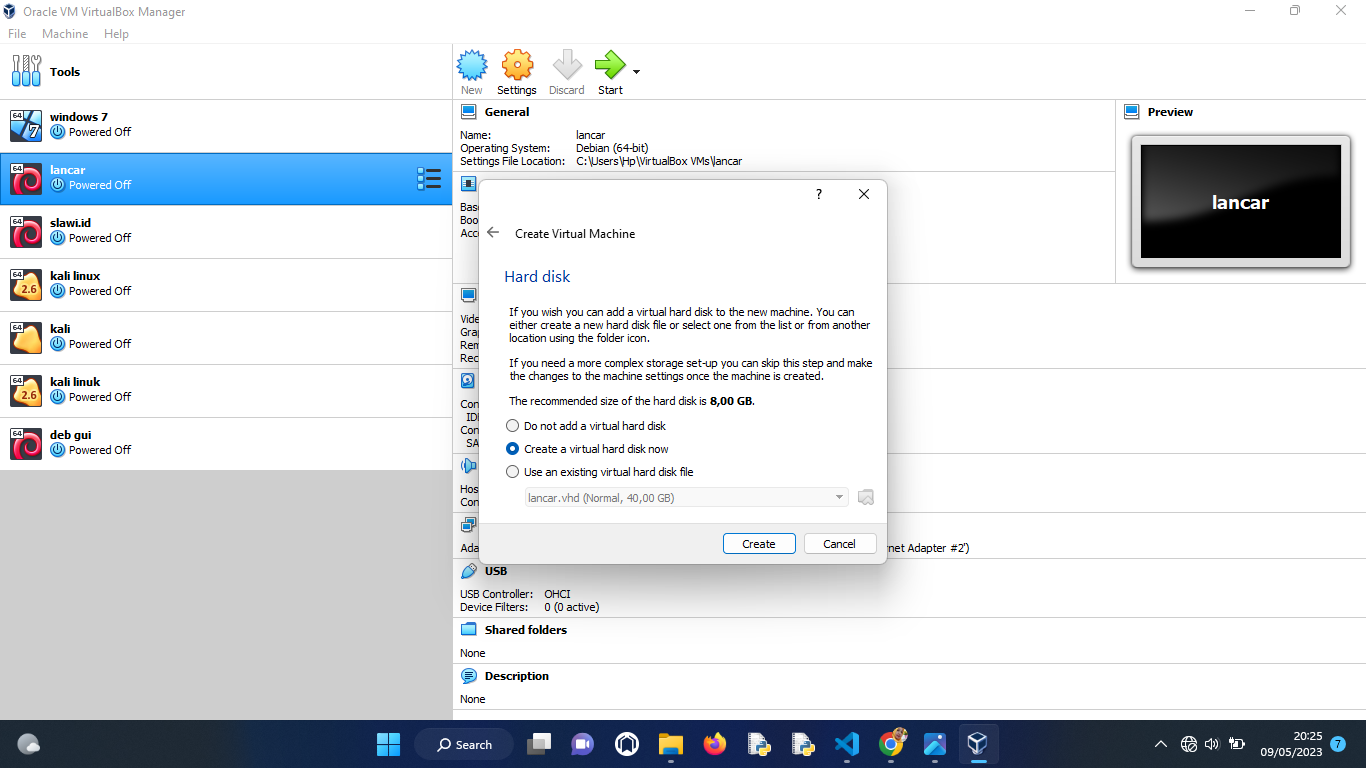 Oracle VM VirtualBox Manager
File Machine Help
Tools
New Settings Discard Start
64 7
windows 7
Powered Off
64
lancar
Powered Off
64
slawi.id
Powered Off
64 2.6
kali linux
Powered Off
64
kali
Powered Off
64 2.6
kali linuk
Powered Off
64
deb gui
Powered Off
General
Name: lancar
Operating System: Debian (64-bit)
Settings File Location: C:\Users\Hp\VirtualBox VMs\lancar
Preview
lancar
Bas
Boo
Acc
Vide
Gra
Rem
Rec
Con
IDE
Con
SA
Hos
Con
Ada
rnet Adapter #2')
USB
USB Controller: OHCI
Device Filters: 0 (0 active)
Shared folders
None
Description
None
?
Create Virtual Machine
Hard disk
If you wish you can add a virtual hard disk to the new machine. You can
either create a new hard disk file or select one from the list or from another
location using the folder icon.
If you need a more complex storage set-up you can skip this step and make
the changes to the machine settings once the machine is created.
The recommended size of the hard disk is 8,00 GB.
Do not add a virtual hard disk
Create a virtual hard disk now
Use an existing virtual hard disk file
lancar.vhd (Normal, 40,00 GB)
Create Cancel
Search
20:25
09/05/2023
7